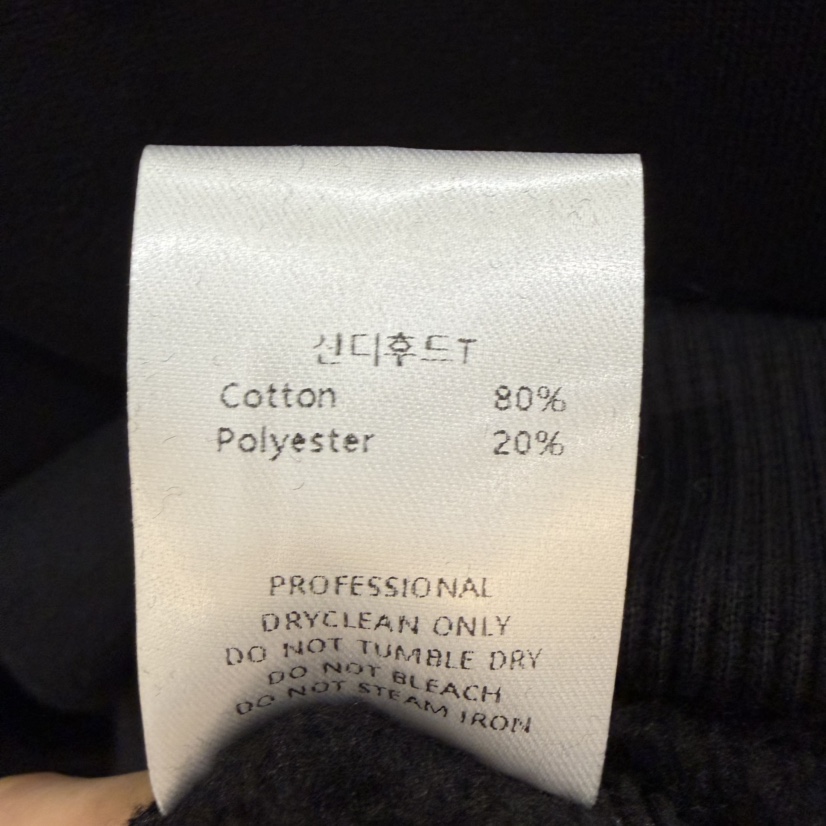 신디후드T
Cotton 80%
Polyester 20%
PROFESSIONAL
DRYCLEAN ONLY
DO NOT TUMBLE DRY
DO NOT BLEACH
DO NOT STEAM IRON